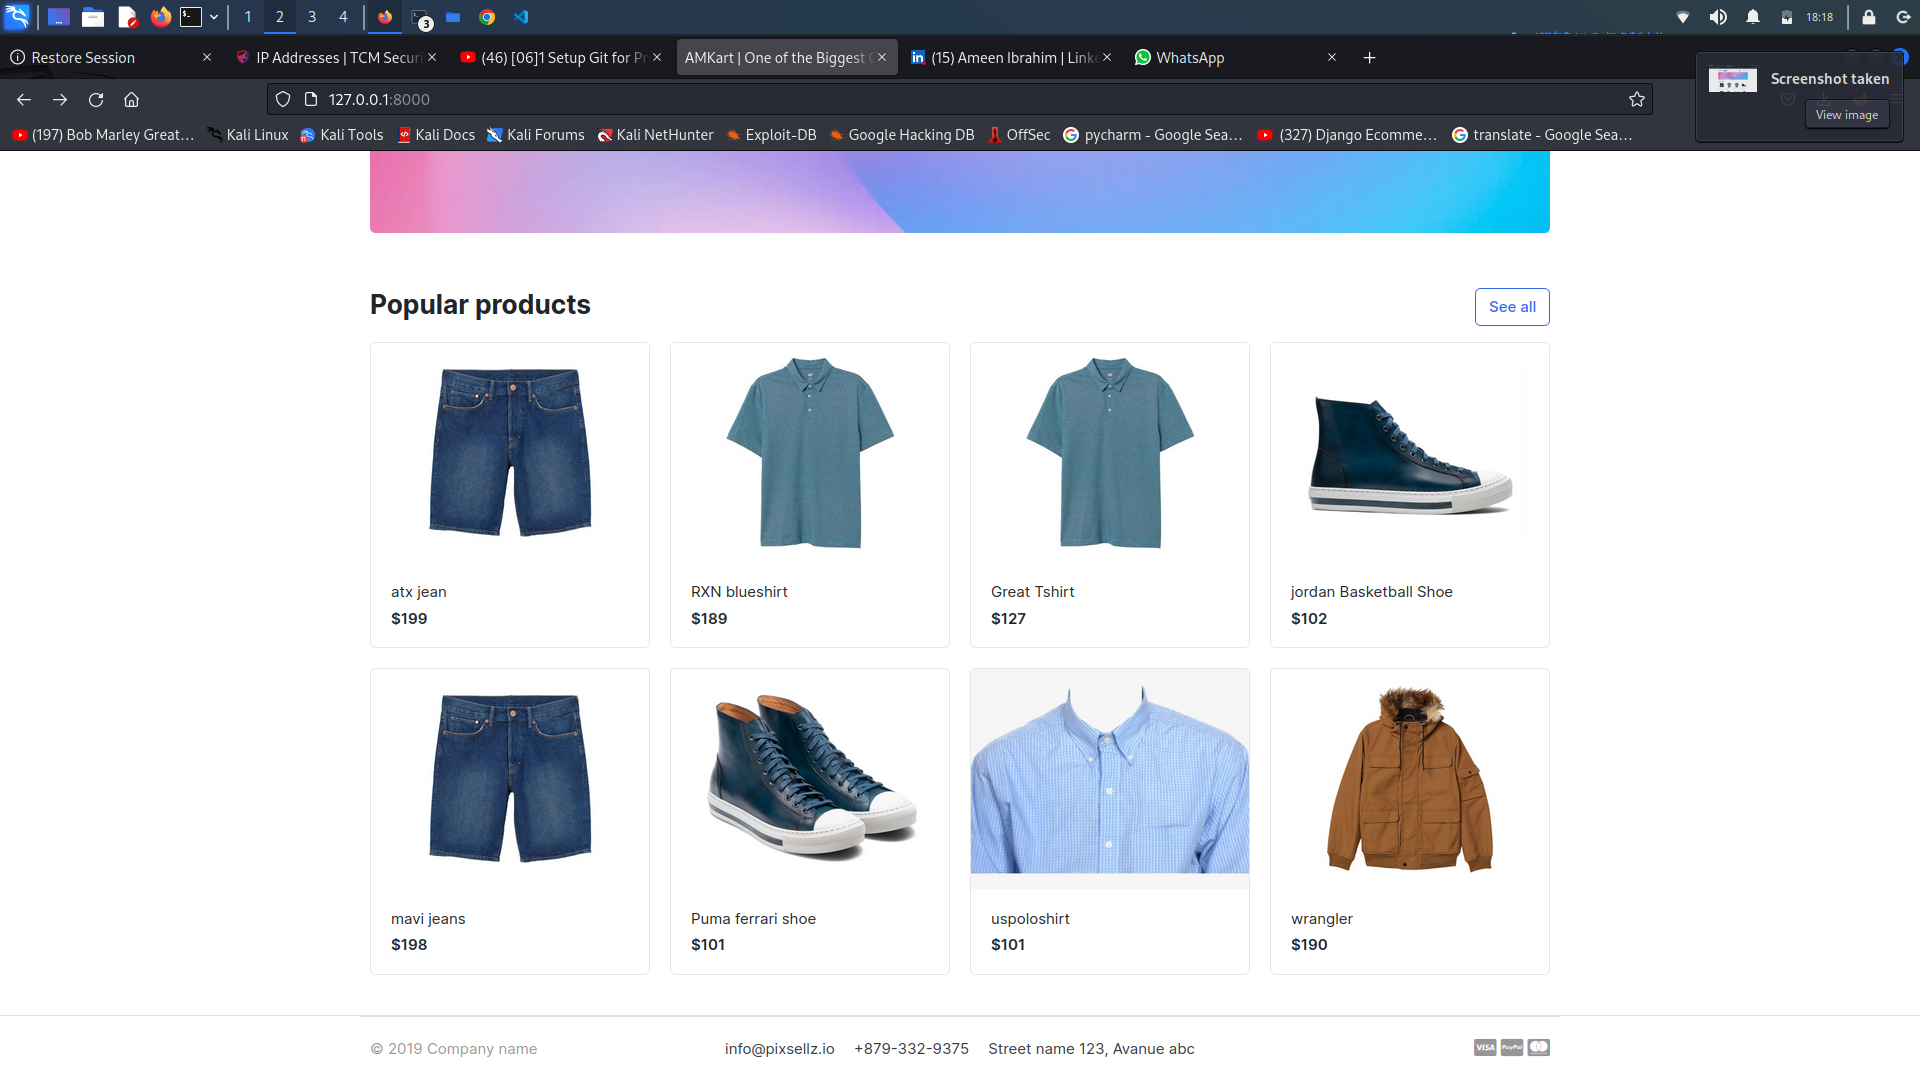 1 2 3 4 3 18:18
Restore Session
IP Addresses | TCM Securi
(46) [06]1 Setup Git for Pr
AMKart | One of the Biggest
(15) Ameen Ibrahim | Linke
WhatsApp
Screenshot taken
View image
127.0.0.1:8000
(197) Bob Marley Great…
Kali Linux
Kali Tools
Kali Docs
Kali Forums
Kali NetHunter
Exploit-DB
Google Hacking DB
OffSec
pycharm - Google Sea…
(327) Django Ecomme…
translate - Google Sea…
Popular products
See all
atx jean
$199
RXN blueshirt
$189
Great Tshirt
$127
jordan Basketball Shoe
$102
mavi jeans
$198
Puma ferrari shoe
$101
uspoloshirt
$101
wrangler
$190
© 2019 Company name
info@pixsellz.io
+879-332-9375
Street name 123, Avanue abc
VISA
PayPal